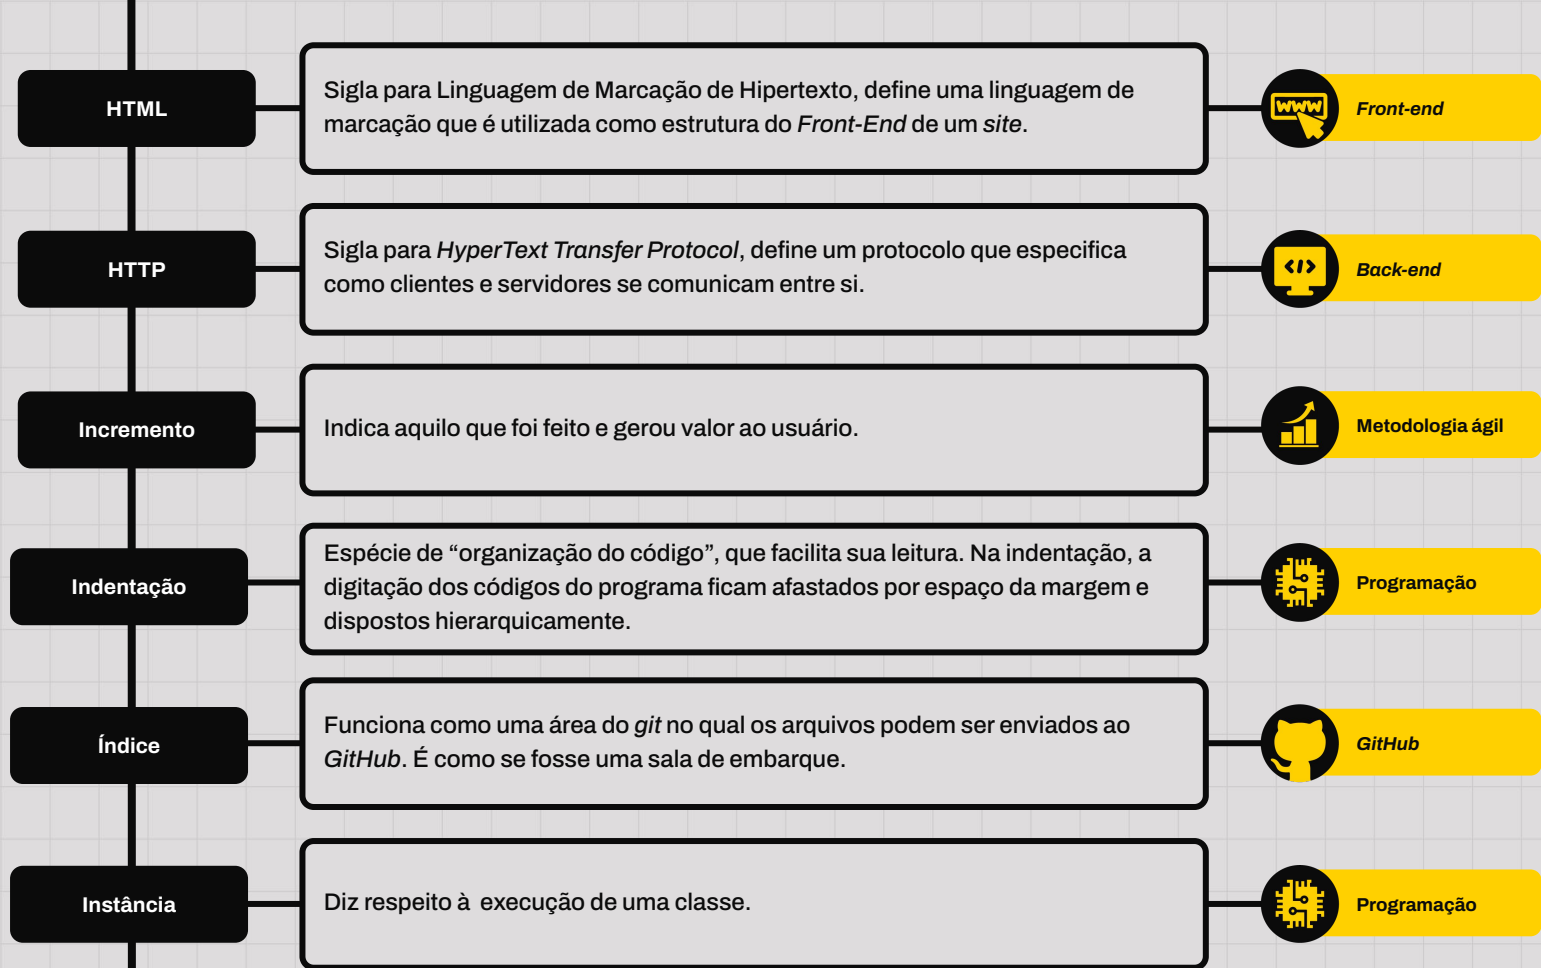 HTML
Sigla para Linguagem de Marcação de Hipertexto, define uma linguagem de
marcação que é utilizada como estrutura do Front-End de um site.
WWW
Front-end
HTTP
Sigla para HyperText Transfer Protocol, define um protocolo que especifica
como clientes e servidores se comunicam entre si.
</>
Back-end
Incremento
Indica aquilo que foi feito e gerou valor ao usuário.
Metodologia ágil
Indentação
Espécie de “organização do código”, que facilita sua leitura. Na indentação, a
digitação dos códigos do programa ficam afastados por espaço da margem e
dispostos hierarquicamente.
Programação
Índice
Funciona como uma área do git no qual os arquivos podem ser enviados ao
GitHub. É como se fosse uma sala de embarque.
GitHub
Instância
Diz respeito à execução de uma classe.
Programação